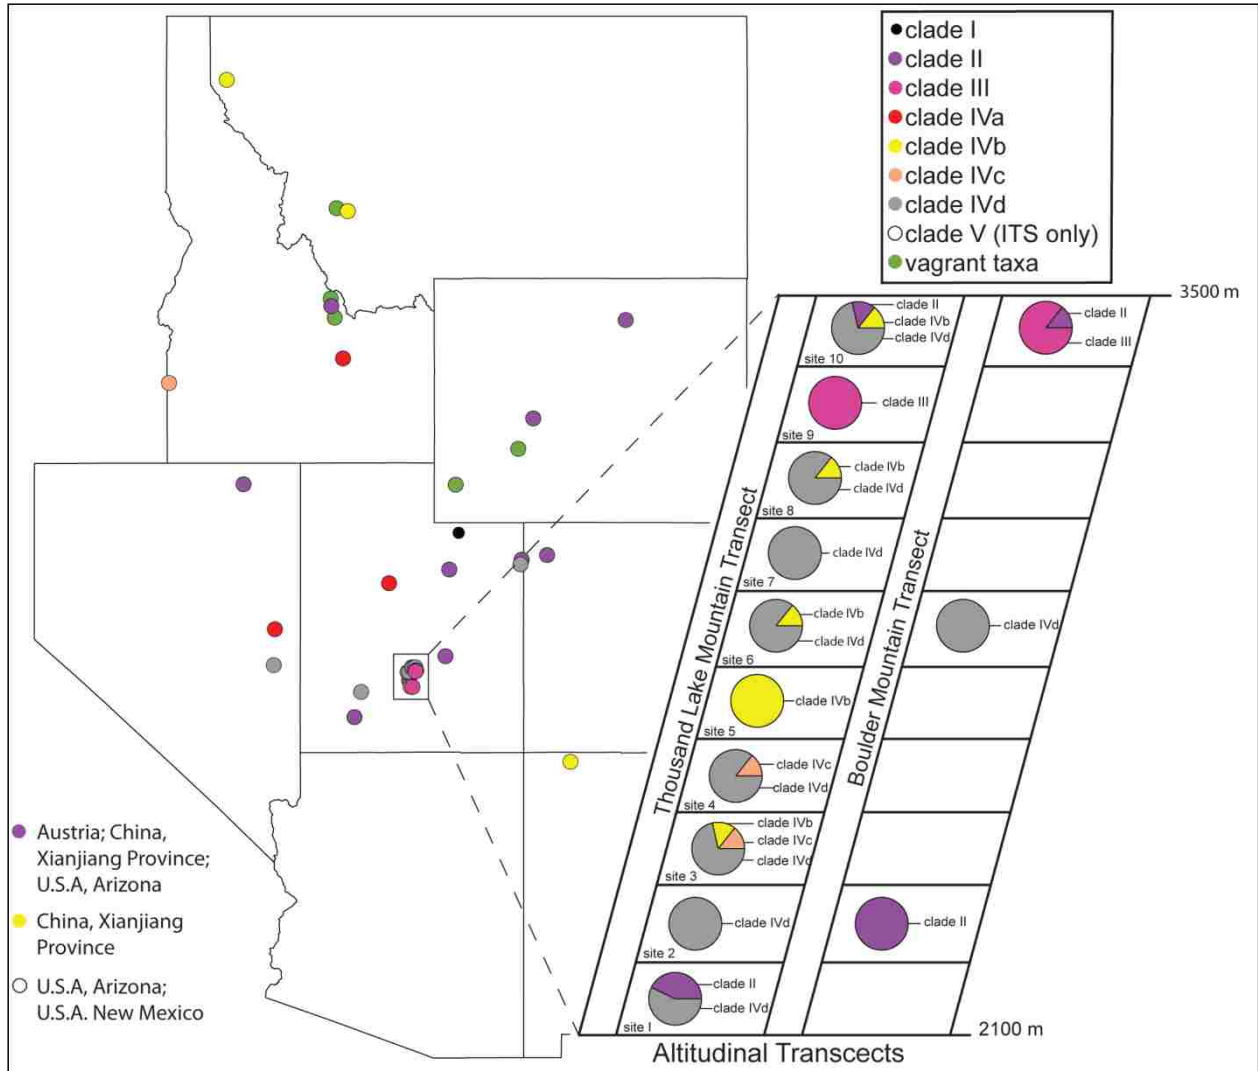 clade I
clade II
clade III
clade IVa
clade IVb
clade IVc
clade IVd
clade V (ITS only)
vagrant taxa
3500 m
clade II
clade IVb
clade IVd
site 10
clade II
clade III
clade III
site 9
clade IVb
clade IVd
site 8
clade IVd
site 7
clade IVb
clade IVd
site 6
clade IVd
clade IVb
site 5
clade IVc
clade IVd
site 4
clade IVb
clade IVc
clade IVd
site 3
clade IVd
site 2
clade II
clade II
clade IVd
site I
Thousand Lake Mountain Transect
Boulder Mountain Transect
2100 m
Altitudinal Transcects
Austria; China,
Xianjiang Province;
U.S.A, Arizona
China, Xianjiang
Province
U.S.A, Arizona;
U.S.A. New Mexico